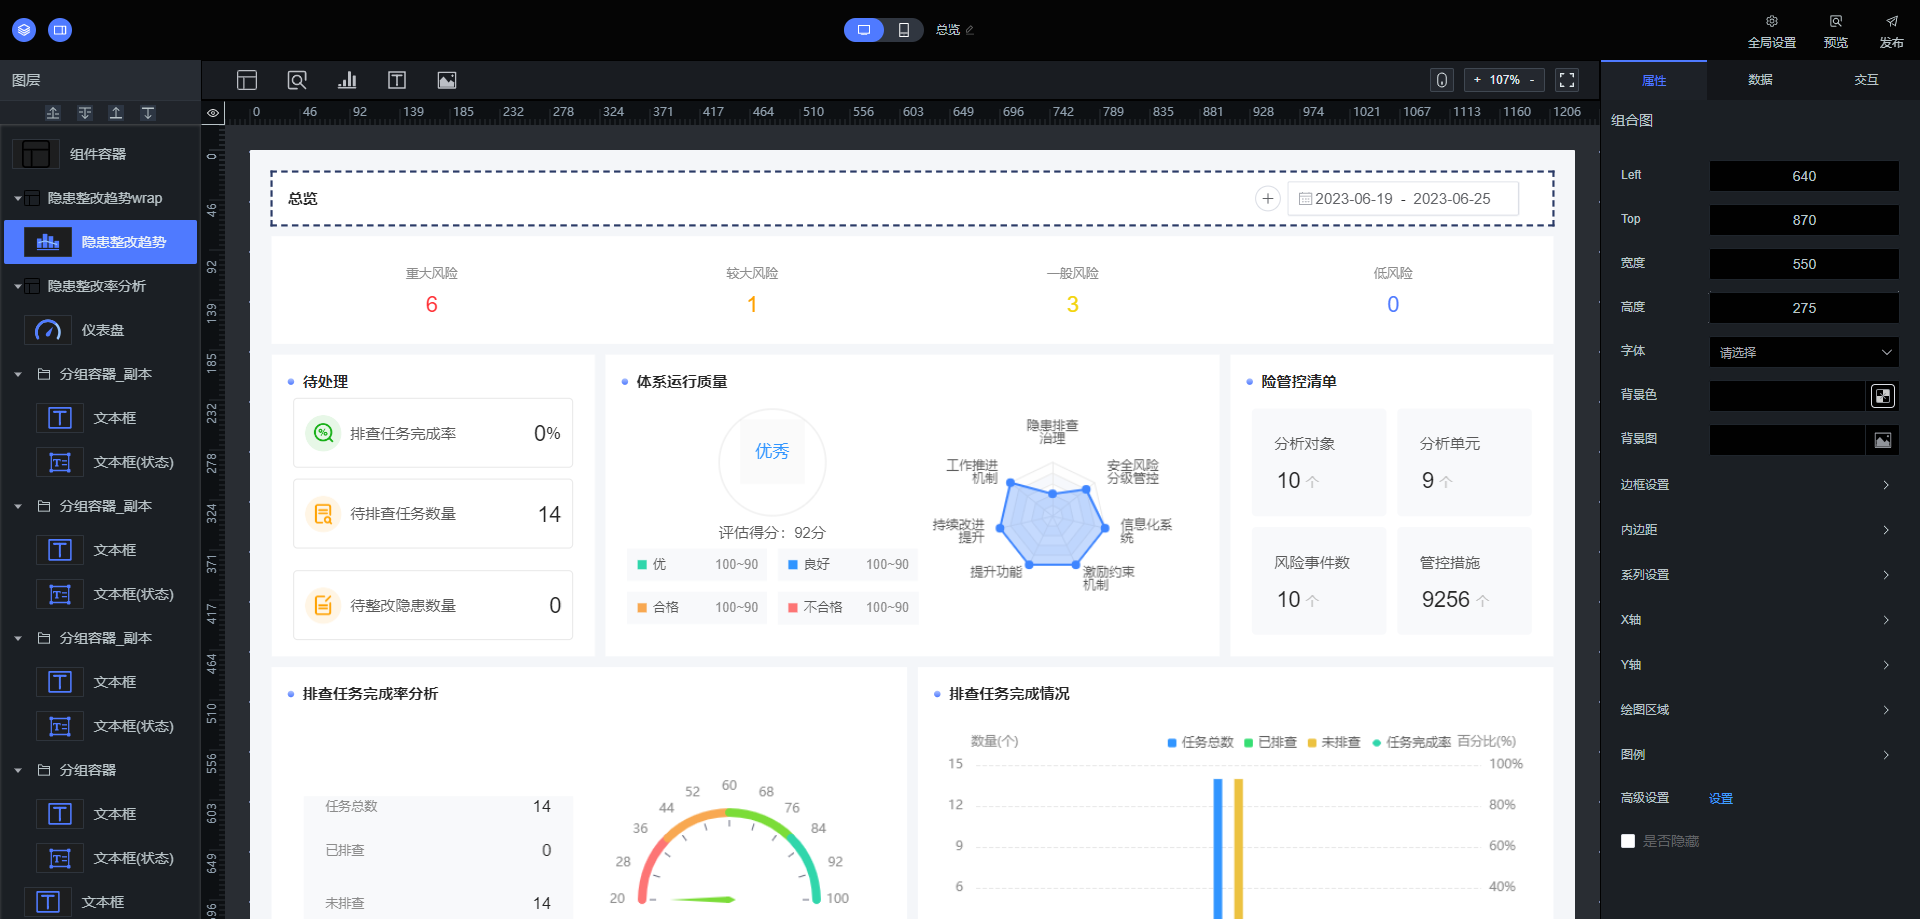 总览
全局设置
预览
发布
图层
+ 107% -
属性
数据
交互
0 46 92 139 185 232 278 324 371 417 464 510 556 603 649 696 742 789 835 881 928 974 1021 1067 1113 1160 1206
0
46
92
139
185
232
278
324
371
417
464
510
556
603
649
696
组件容器
隐患整改趋势wrap
隐患整改趋势
隐患整改率分析
仪表盘
分组容器_副本
文本框
文本框(状态)
分组容器_副本
文本框
文本框(状态)
分组容器_副本
文本框
文本框(状态)
分组容器
文本框
文本框(状态)
文本框
总览
2023-06-19 - 2023-06-25
重大风险
6
较大风险
1
一般风险
3
低风险
0
待处理
排查任务完成率
0%
待排查任务数量
14
待整改隐患数量
0
体系运行质量
优秀
评估得分：92分
优 100~90
良好 100~90
合格 100~90
不合格 100~90
隐患排查
治理
安全风险
分级管控
信息化系
统
激励约束
机制
提升功能
持续改进
提升
工作推进
机制
险管控清单
分析对象
10 个
分析单元
9 个
风险事件数
10 个
管控措施
9256 个
排查任务完成率分析
任务总数 14
已排查 0
未排查 14
20
28
36
44
52
60
68
76
84
92
100
排查任务完成情况
数量(个)
任务总数 已排查 未排查 任务完成率 百分比(%)
15 100%
12 80%
9 60%
6 40%
组合图
Left 640
Top 870
宽度 550
高度 275
字体 请选择
背景色
背景图
边框设置
内边距
系列设置
X轴
Y轴
绘图区域
图例
高级设置 设置
是否隐藏